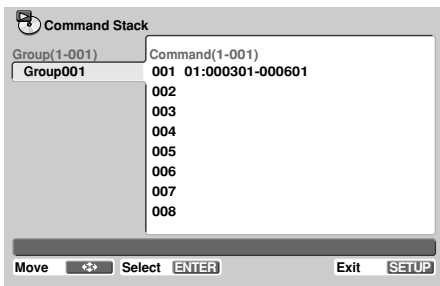 Command Stack
Group(1-001) Command(1-001)
Group001 001 01:000301-000601
002
003
004
005
006
007
008
Move Select ENTER Exit SETUP